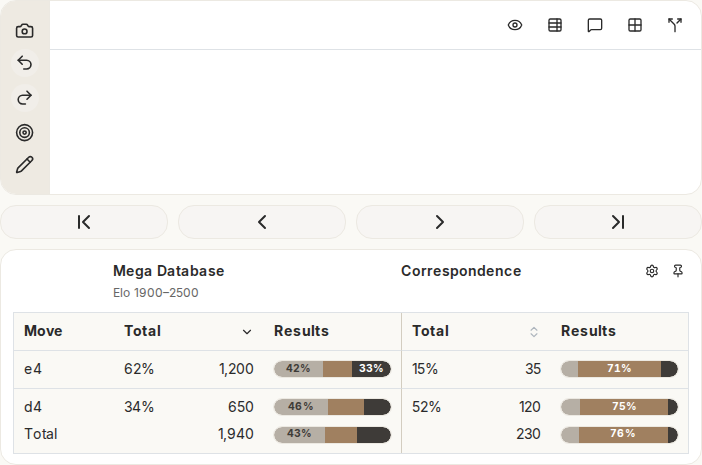 Mega Database Correspondence
Elo 1900–2500
Move Total Results Total Results
e4 62% 1,200 42% 33% 15% 35 71%
d4 34% 650 46% 52% 120 75%
Total 1,940 43% 230 76%